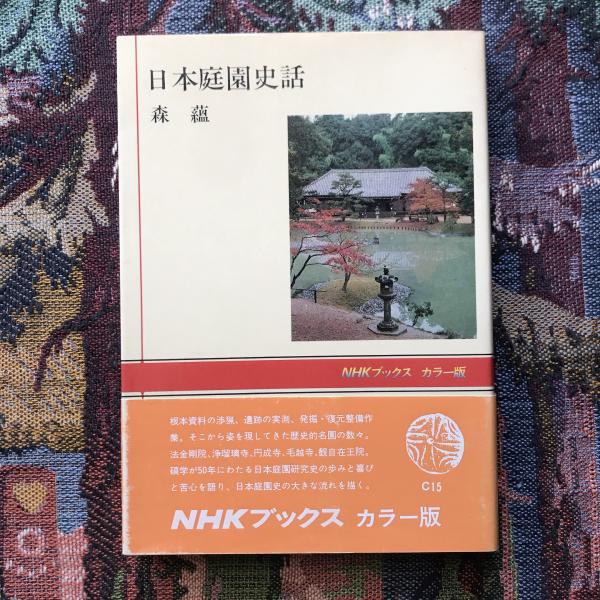 日本庭園史話
森 蘊
NHKブックス カラー版
根本資料の渉猟、遺跡の実測、発掘・復元整備作
業。そこから姿を現してきた歴史的名園の数々。
法金剛院、浄瑠璃寺、円成寺、毛越寺、観自在王院。
碩学が50年にわたる日本庭園研究史の歩みと喜び
と苦心を語り、日本庭園史の大きな流れを描く。
C15
NHKブックス カラー版